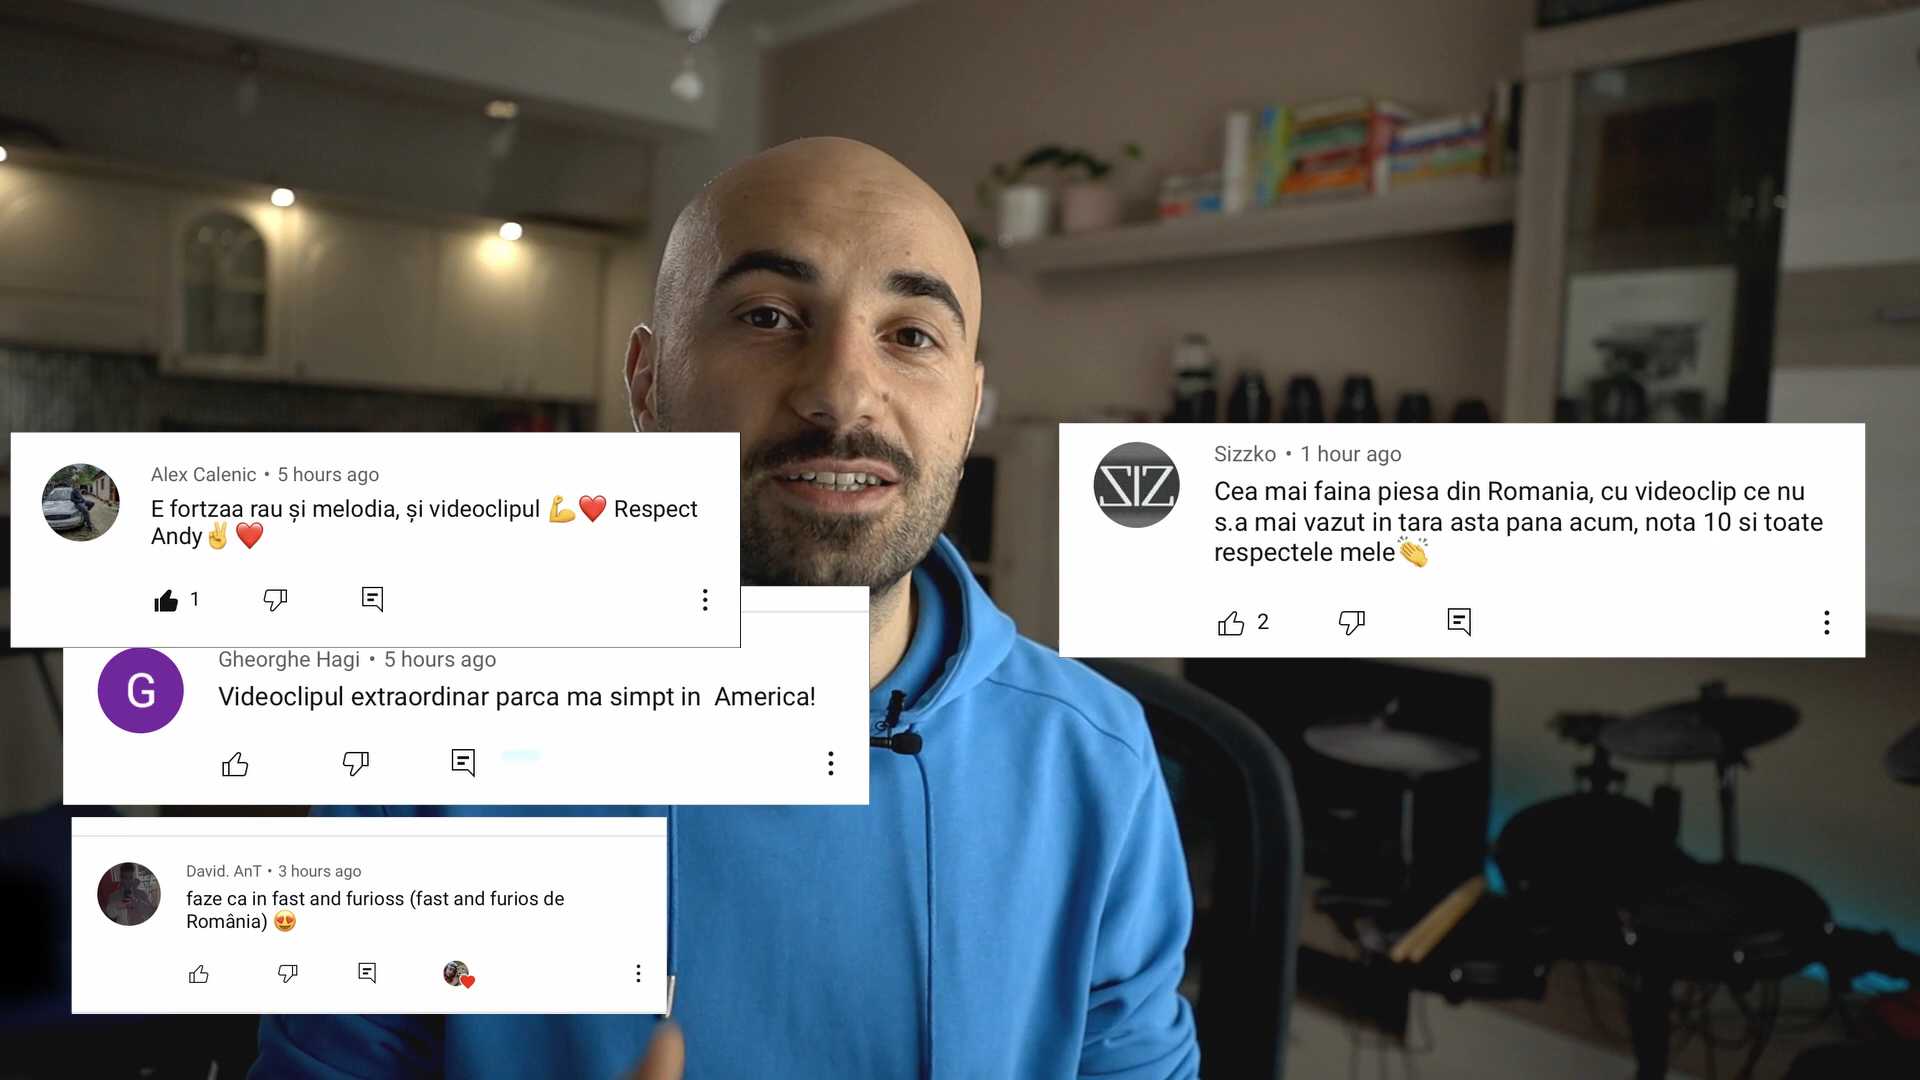 Alex Calenic • 5 hours ago
E fortzaa rau și melodia, și videoclipul 💪❤️ Respect
Andy✌️❤️
1
G
Gheorghe Hagi • 5 hours ago
Videoclipul extraordinar parca ma simpt in  America!
David. AnT • 3 hours ago
faze ca in fast and furioss (fast and furios de
România) 😍
SIZ
Sizzko • 1 hour ago
Cea mai faina piesa din Romania, cu videoclip ce nu
s.a mai vazut in tara asta pana acum, nota 10 si toate
respectele mele👏
2